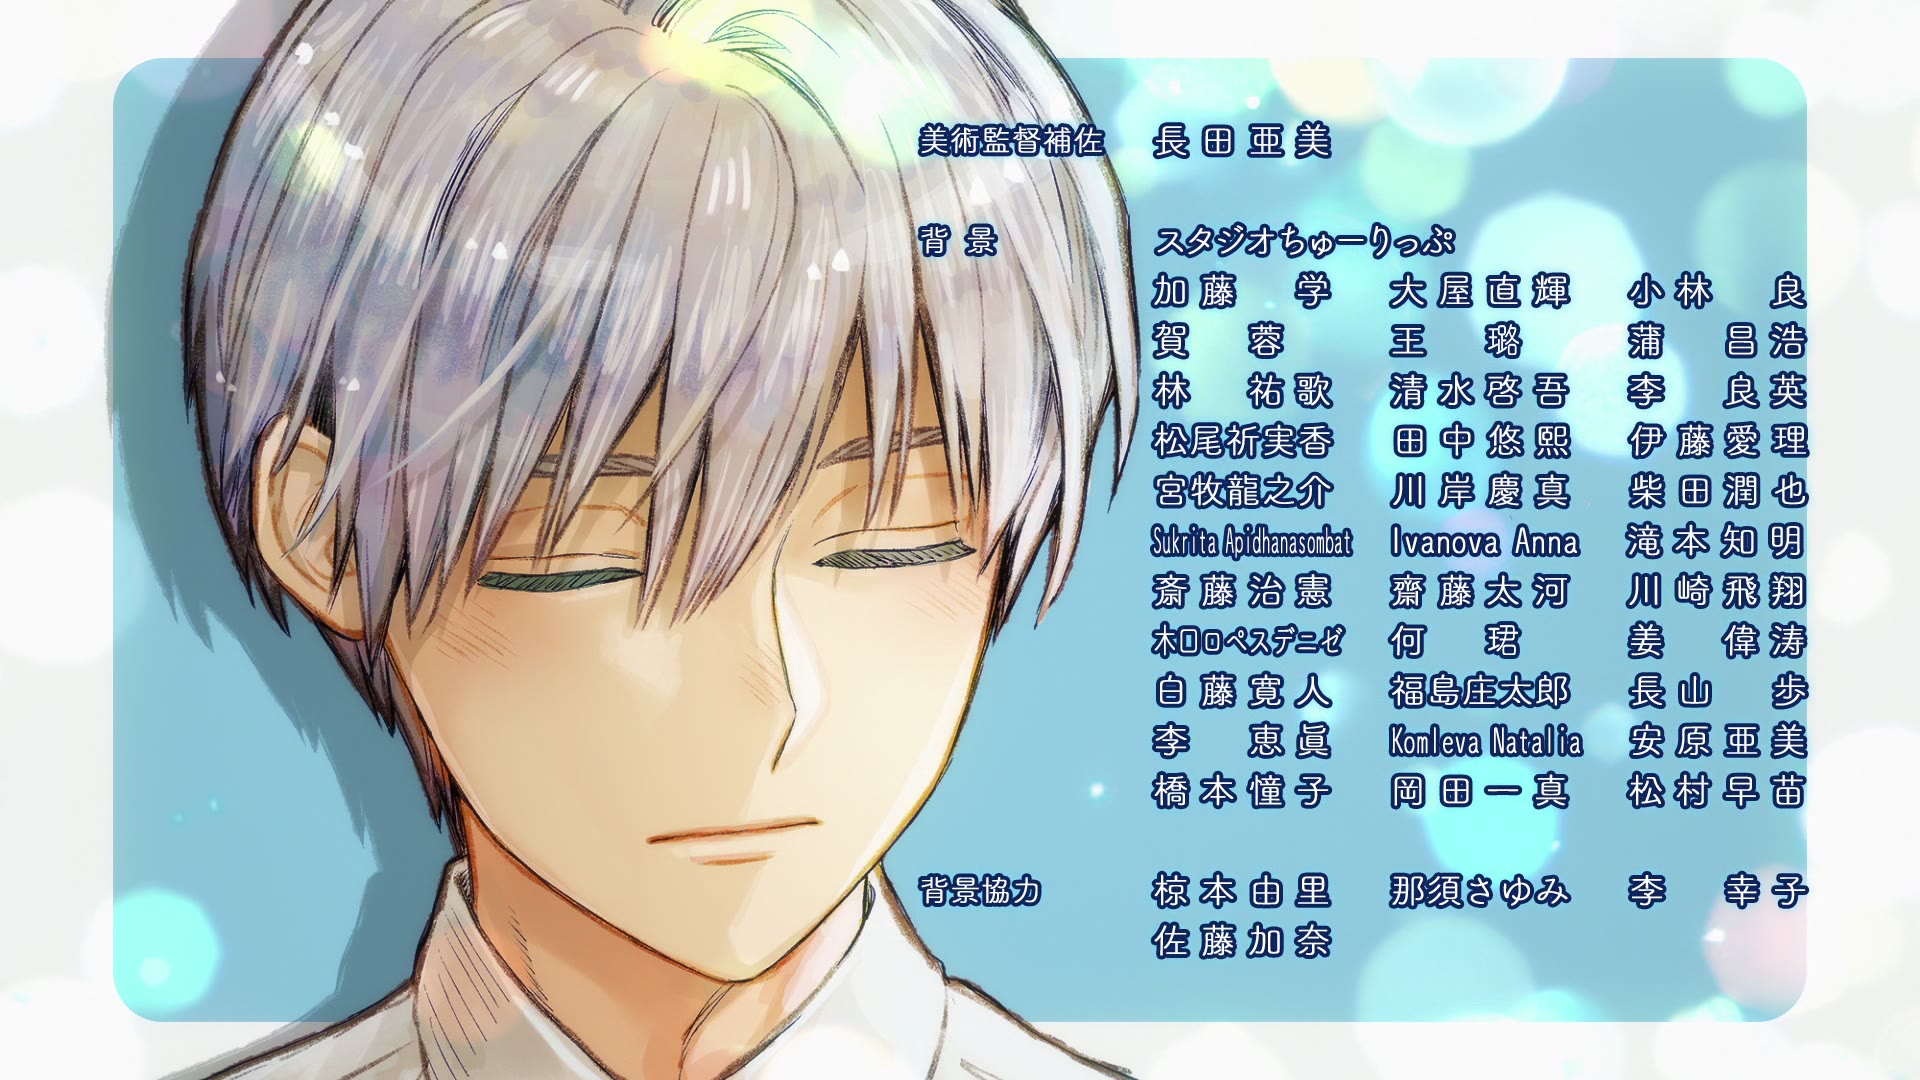 美術監督補佐 長田亜美
背景 スタジオちゅーりっぷ
加藤 学 大屋直輝 小林 良
賀 蓉 王 璐 蒲 昌浩
林 祐歌 清水啓吾 李 良英
松尾祈実香 田中悠熙 伊藤愛理
宮牧龍之介 川岸慶真 柴田潤也
Sukrita Apidhanasombat Ivanova Anna 滝本知明
斎藤治憲 齋藤太河 川崎飛翔
木口ロペスデニゼ 何 珺 姜 偉涛
白藤寛人 福島庄太郎 長山 歩
李 恵眞 Komleva Natalia 安原亜美
橋本憧子 岡田一真 松村早苗
背景協力 椋本由里 那須さゆみ 李 幸子
佐藤加奈